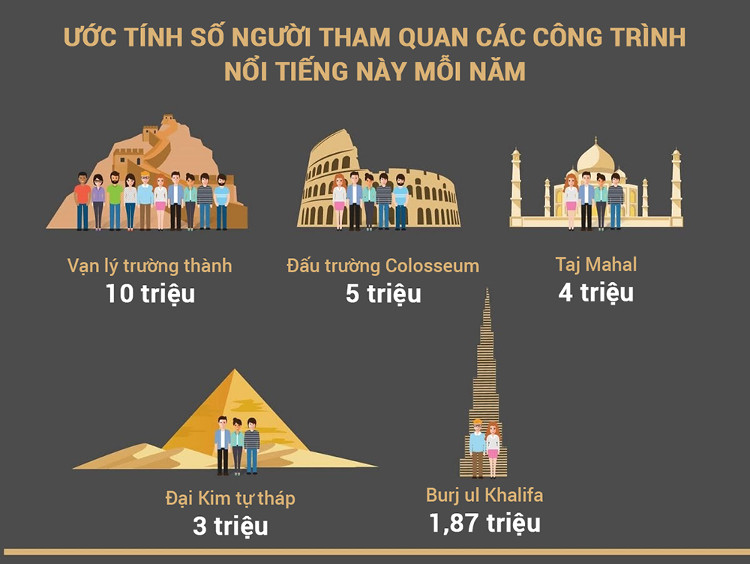 ƯỚC TÍNH SỐ NGƯỜI THAM QUAN CÁC CÔNG TRÌNH
NỔI TIẾNG NÀY MỖI NĂM
Vạn lý trường thành
10 triệu
Đấu trường Colosseum
5 triệu
Taj Mahal
4 triệu
Đại Kim tự tháp
3 triệu
Burj ul Khalifa
1,87 triệu